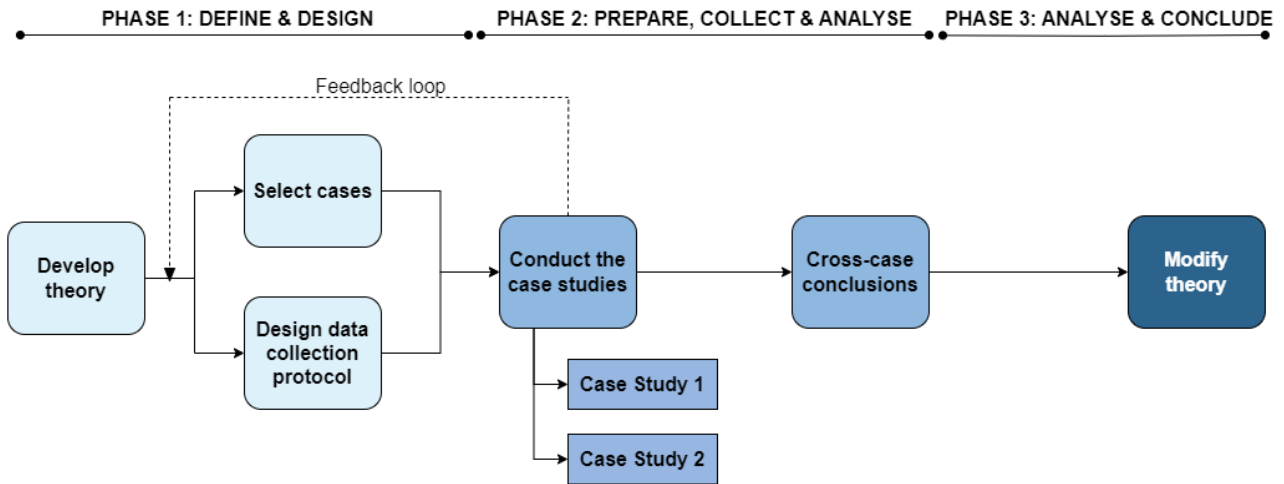 PHASE 1: DEFINE & DESIGN
PHASE 2: PREPARE, COLLECT & ANALYSE
PHASE 3: ANALYSE & CONCLUDE
Feedback loop
Select cases
Develop
theory
Design data
collection
protocol
Conduct the
case studies
Case Study 1
Case Study 2
Cross-case
conclusions
Modify
theory